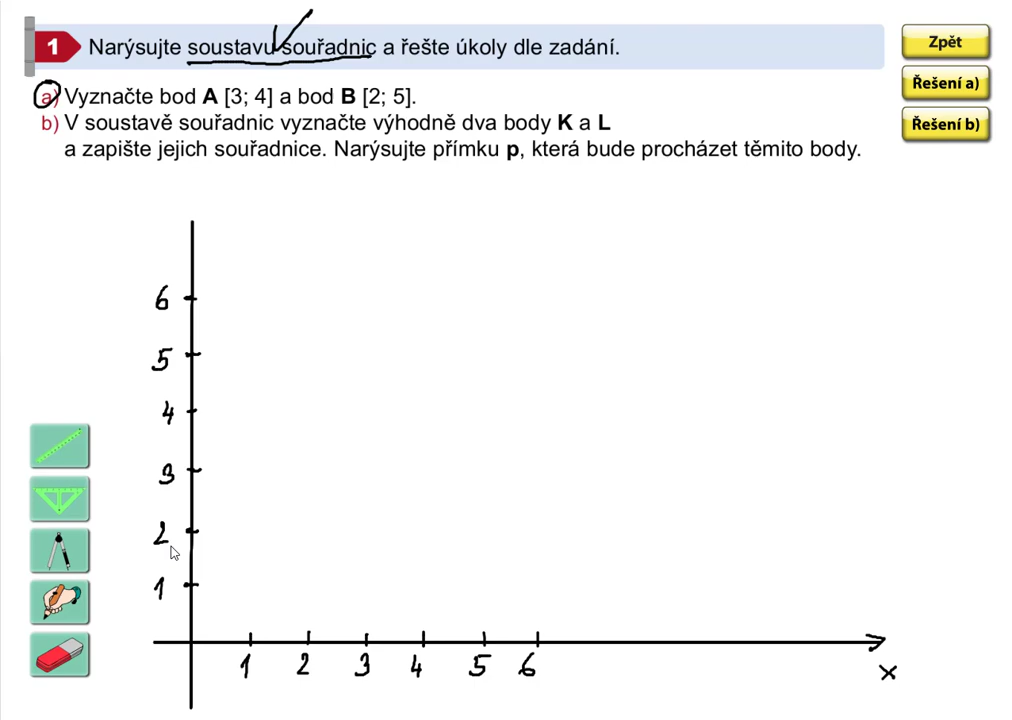 1 Narýsujte soustavu souřadnic a řešte úkoly dle zadání.
Zpět
a) Vyznačte bod A [3; 4] a bod B [2; 5].
Řešení a)
b) V soustavě souřadnic vyznačte výhodně dva body K a L
a zapište jejich souřadnice. Narýsujte přímku p, která bude procházet těmito body.
Řešení b)
6
5
4
3
2
1
1 2 3 4 5 6
x